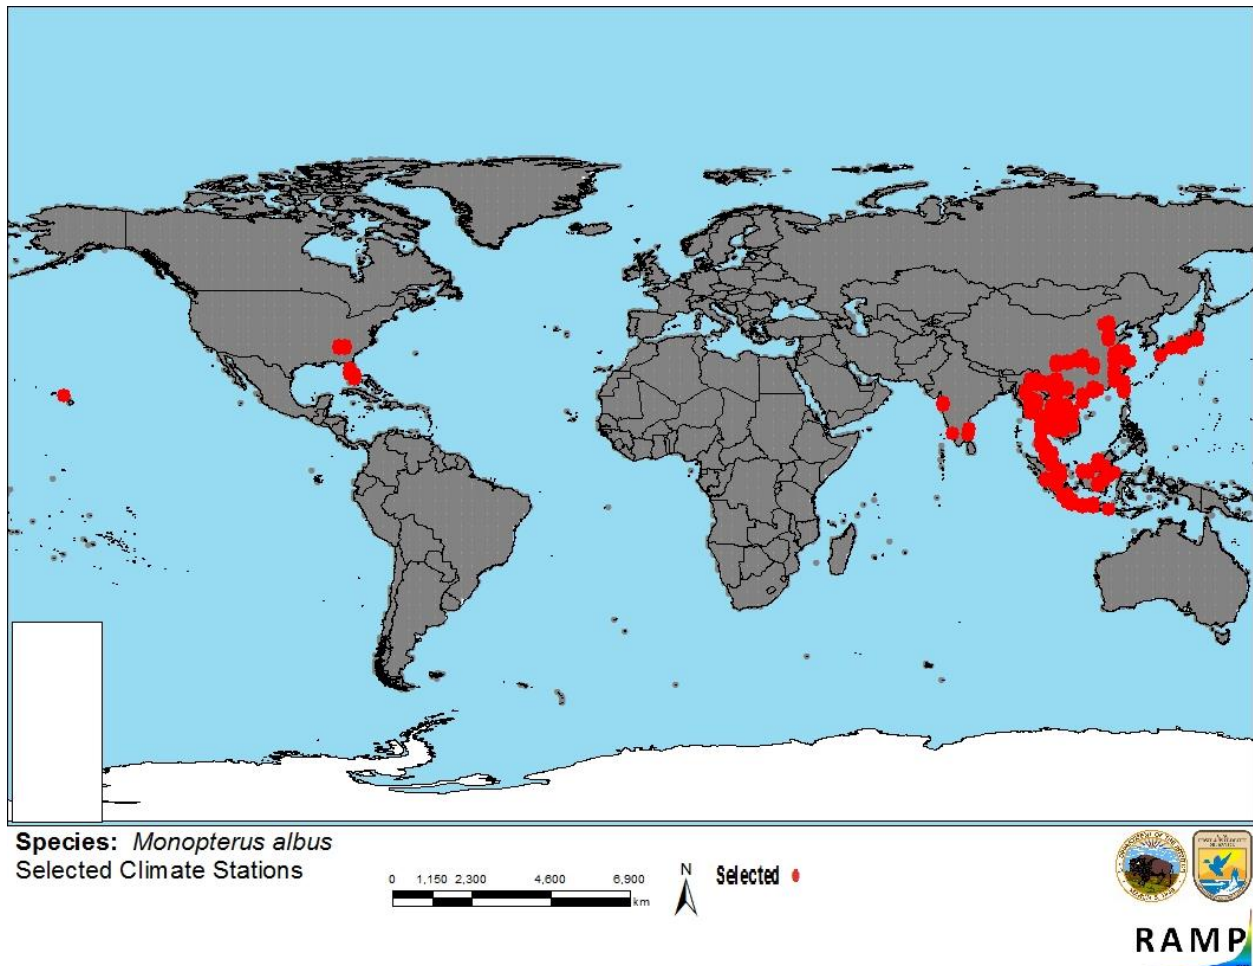 Species: Monopterus albus
Selected Climate Stations
0 1,150 2,300 4,600 6,900
km
N
Selected
RAMP